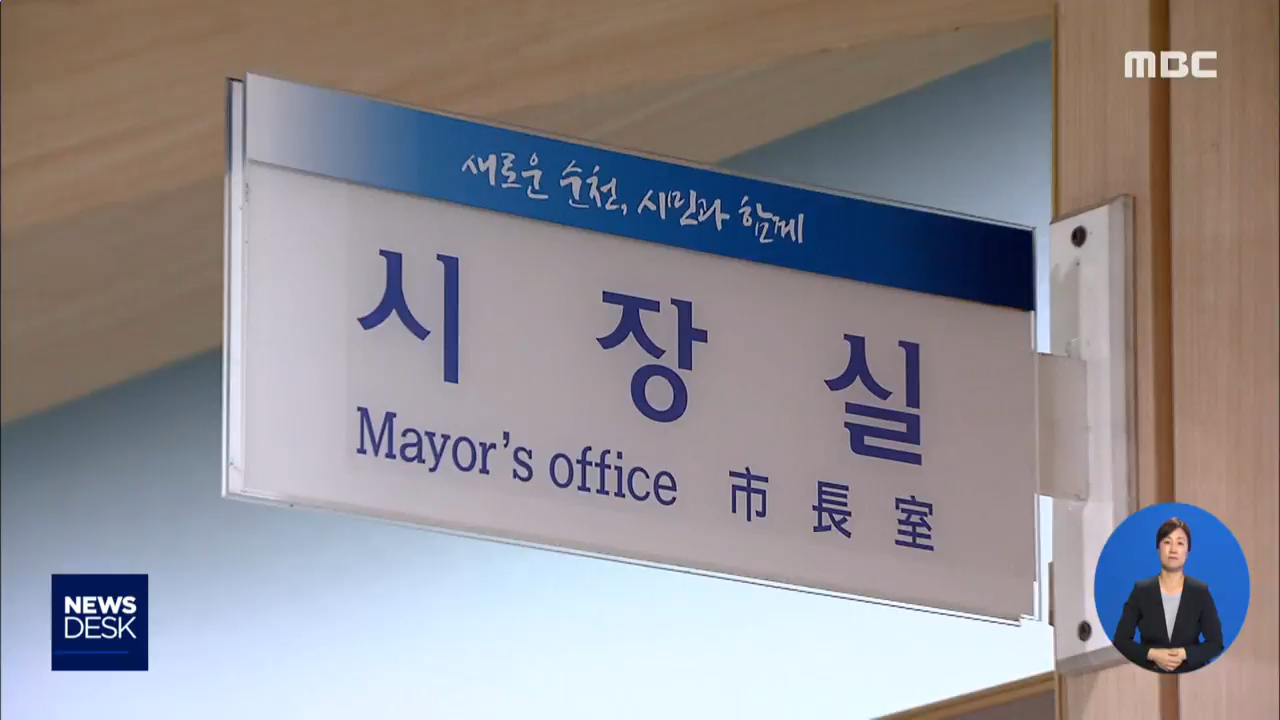 MBC
새로운 순천, 시민과 함께
시 장 실
Mayor's office 市 長 室
NEWS
DESK